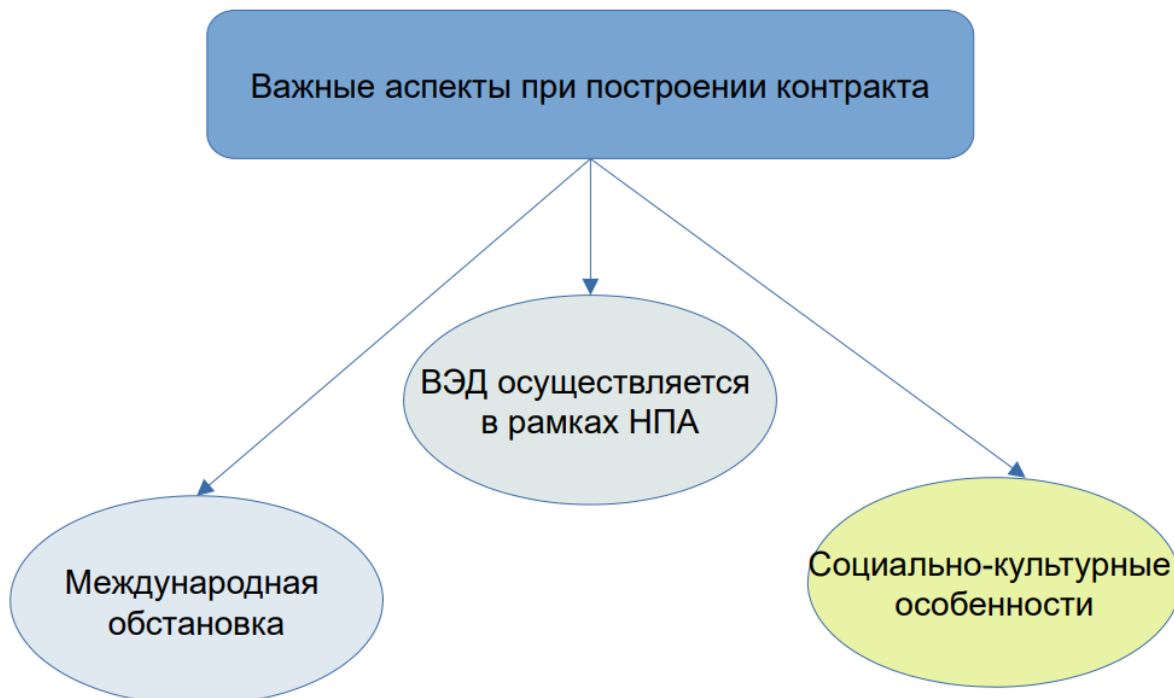 Важные аспекты при построении контракта
ВЭД осуществляется
в рамках НПА
Международная
обстановка
Социально-культурные
особенности